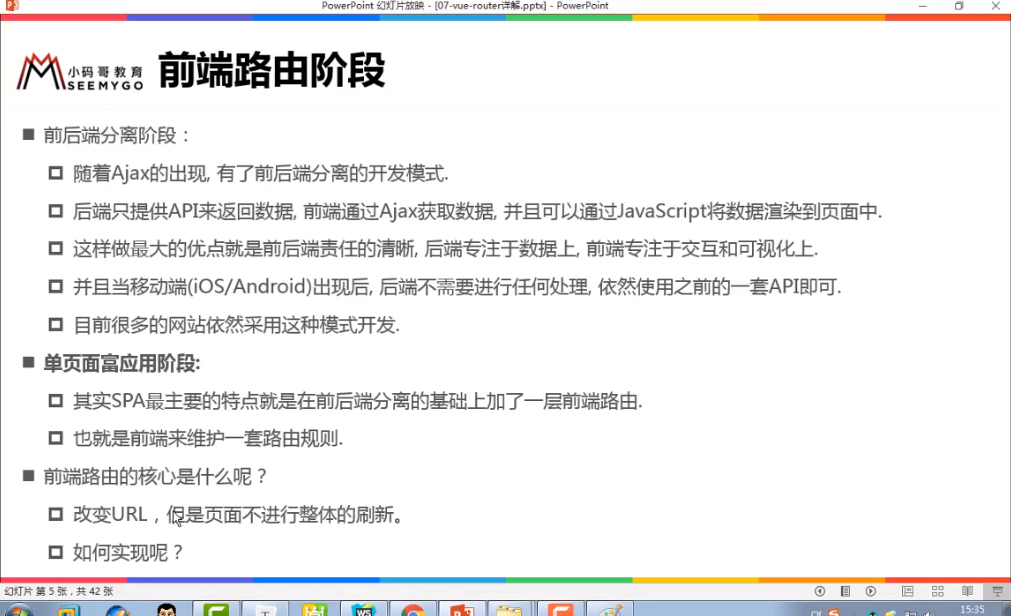 PowerPoint 幻灯片放映 - [07-vue-router详解.pptx] - PowerPoint
小码哥教育
SEEMYGO
前端路由阶段
前后端分离阶段：
随着Ajax的出现, 有了前后端分离的开发模式.
后端只提供API来返回数据, 前端通过Ajax获取数据, 并且可以通过JavaScript将数据渲染到页面中.
这样做最大的优点就是前后端责任的清晰, 后端专注于数据上, 前端专注于交互和可视化上.
并且当移动端(iOS/Android)出现后, 后端不需要进行任何处理, 依然使用之前的一套API即可.
目前很多的网站依然采用这种模式开发.
单页面富应用阶段:
其实SPA最主要的特点就是在前后端分离的基础上加了一层前端路由.
也就是前端来维护一套路由规则.
前端路由的核心是什么呢？
改变URL，但是页面不进行整体的刷新。
如何实现呢？
幻灯片 第 5 张，共 42 张
15:35